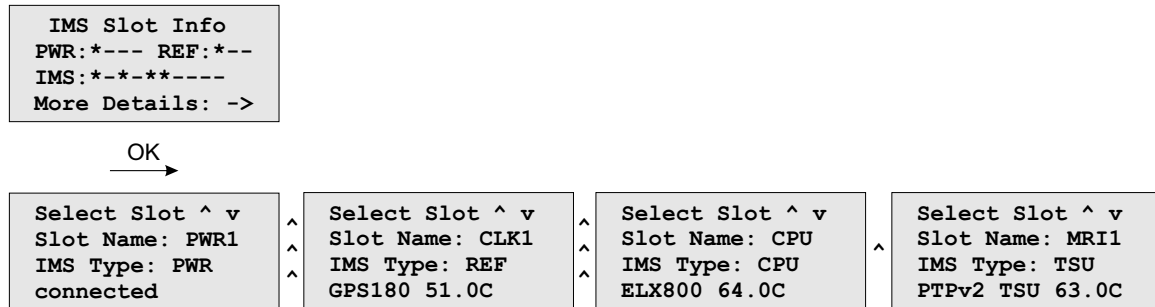 IMS Slot Info
PWR:*--- REF:*--
IMS:*-*-**----
More Details: ->
OK
Select Slot ^ v
Slot Name: PWR1
IMS Type: PWR
connected
^
^
^
Select Slot ^ v
Slot Name: CLK1
IMS Type: REF
GPS180 51.0C
^
^
^
Select Slot ^ v
Slot Name: CPU
IMS Type: CPU
ELX800 64.0C
^
Select Slot ^ v
Slot Name: MRI1
IMS Type: TSU
PTPv2 TSU 63.0C